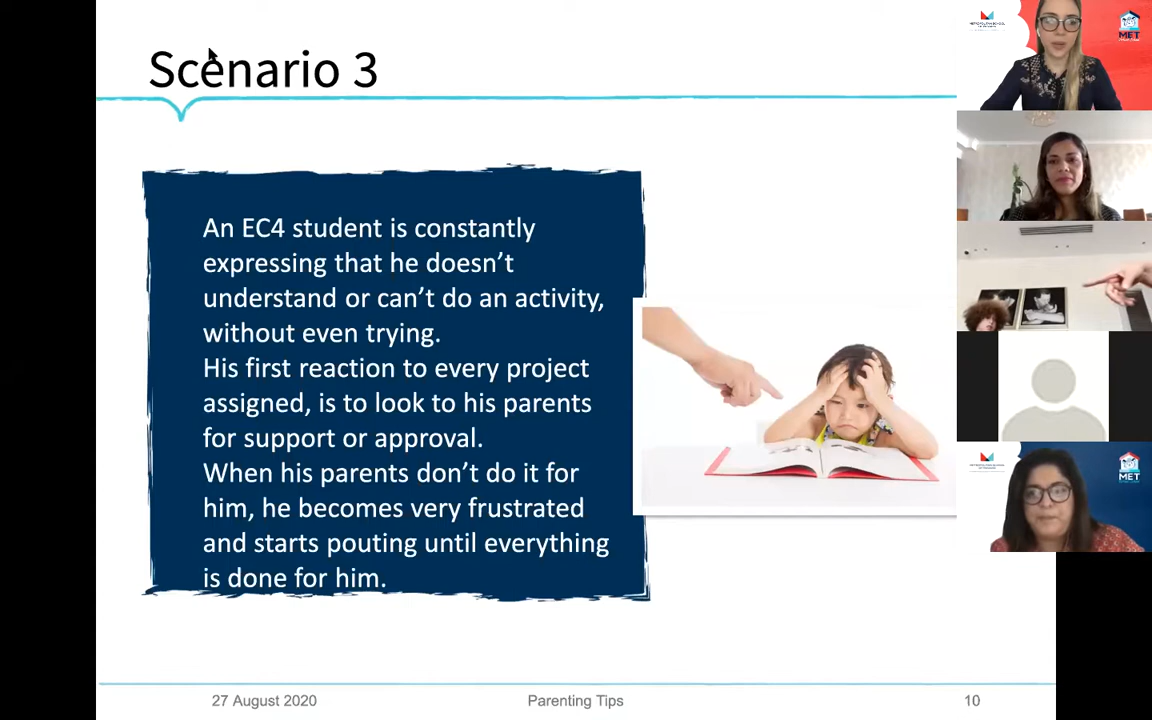 Scenario 3
An EC4 student is constantly
expressing that he doesn’t
understand or can’t do an activity,
without even trying.
His first reaction to every project
assigned, is to look to his parents
for support or approval.
When his parents don’t do it for
him, he becomes very frustrated
and starts pouting until everything
is done for him.
27 August 2020
Parenting Tips
10
MET
MET